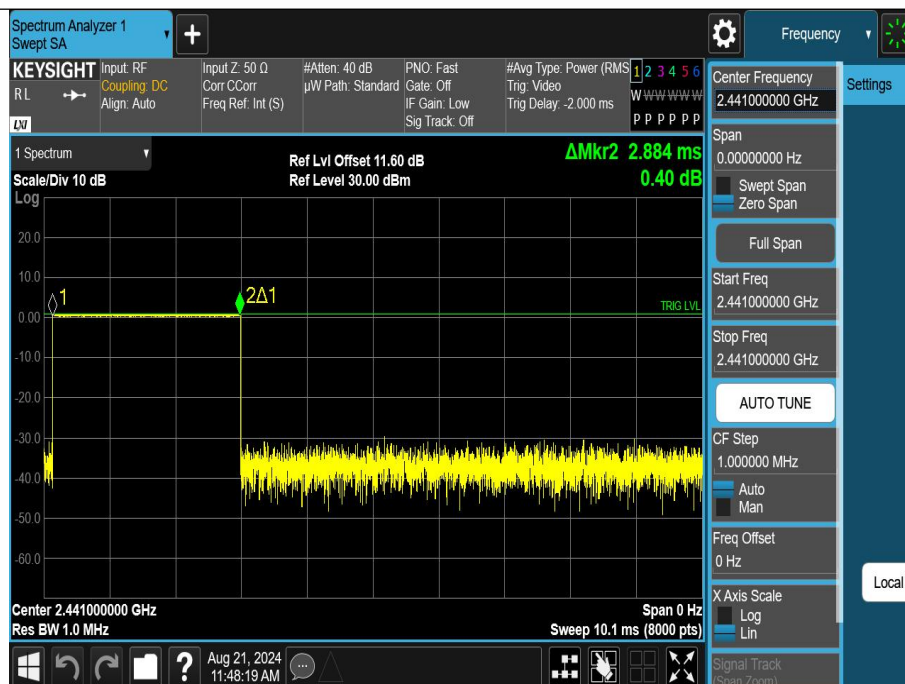 Spectrum Analyzer 1
Swept SA
+
Frequency
KEYSIGHT
RL
LXI
Input: RF
Coupling: DC
Align: Auto
Input Z: 50 Ω
Corr CCorr
Freq Ref: Int (S)
#Atten: 40 dB
µW Path: Standard
PNO: Fast
Gate: Off
IF Gain: Low
Sig Track: Off
#Avg Type: Power (RMS
Trig: Video
Trig Delay: -2.000 ms
1 2 3 4 5 6
W W W W W W
P P P P P P
1 Spectrum
Scale/Div 10 dB
Ref Lvl Offset 11.60 dB
Ref Level 30.00 dBm
ΔMkr2 2.884 ms
0.40 dB
Log
20.0
10.0
0.00
-10.0
-20.0
-30.0
-40.0
-50.0
-60.0
1
2Δ1
TRIG LVL
Center 2.441000000 GHz
Res BW 1.0 MHz
Span 0 Hz
Sweep 10.1 ms (8000 pts)
Center Frequency
2.441000000 GHz
Settings
Span
0.00000000 Hz
Swept Span
Zero Span
Full Span
Start Freq
2.441000000 GHz
Stop Freq
2.441000000 GHz
AUTO TUNE
CF Step
1.000000 MHz
Auto
Man
Freq Offset
0 Hz
Local
X Axis Scale
Log
Lin
Signal Track
(Span Zoom)
?
Aug 21, 2024
11:48:19 AM